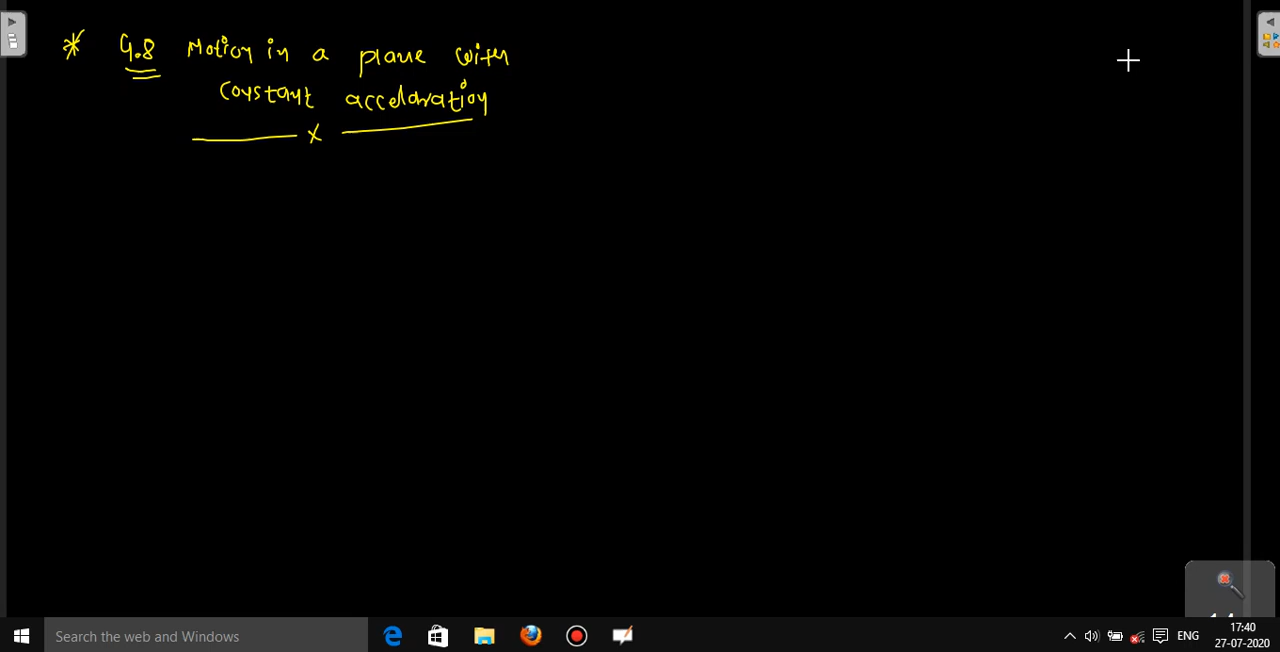 * 4.8 Motion in a plane with
constant acceleration
x
Search the web and Windows
ENG
17:40
27-07-2020